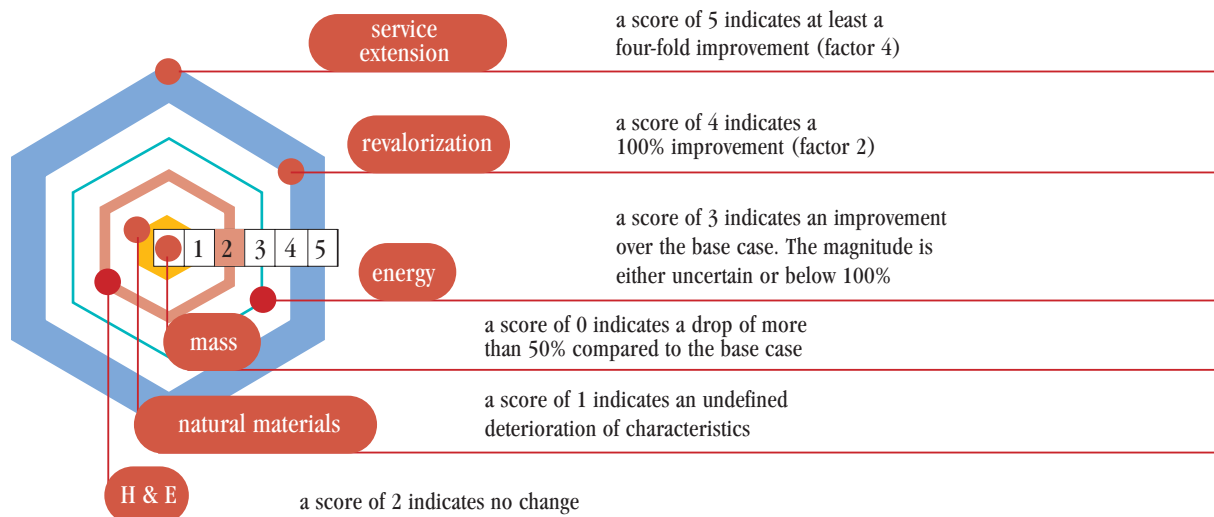 service
extension
a score of 5 indicates at least a
four-fold improvement (factor 4)
revalorization
a score of 4 indicates a
100% improvement (factor 2)
1 2 3 4 5
energy
a score of 3 indicates an improvement
over the base case. The magnitude is
either uncertain or below 100%
mass
a score of 0 indicates a drop of more
than 50% compared to the base case
natural materials
a score of 1 indicates an undefined
deterioration of characteristics
H & E
a score of 2 indicates no change